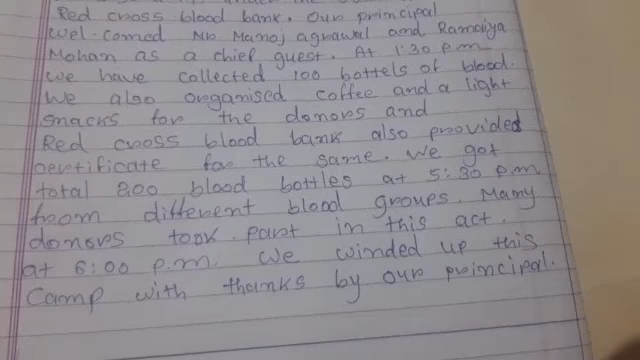 Red cross blood bank. Our principal
wel-comed Mr Manoj agrawal and Ramaiya
Mohan as a chief guest. At 1:30 p.m
we have collected 100 bottels of blood.
We also organised coffee and a light
snacks for the donors and
Red cross blood bank also provided
certificate for the same. We got
total 200 blood bottles at 5:30 p.m.
from different blood groups. Many
donors took part in this act.
at 6:00 p.m. We winded up this
Camp with thanks by our principal.